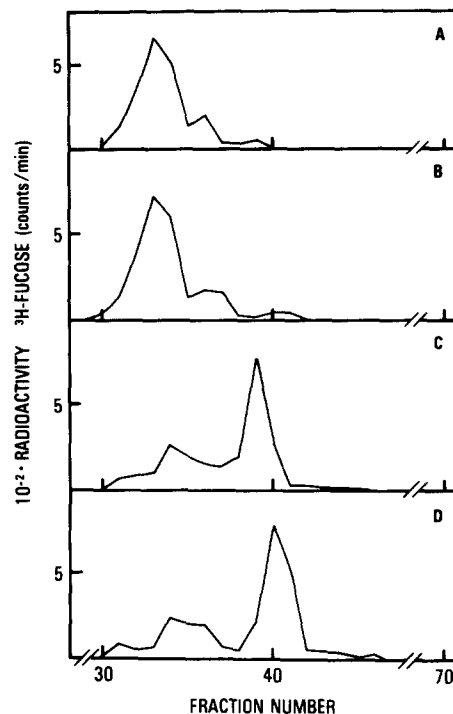 A
5
B
5
C
5
D
5
10⁻² · RADIOACTIVITY ³H-FUCOSE (counts/min)
30 40 70
FRACTION NUMBER